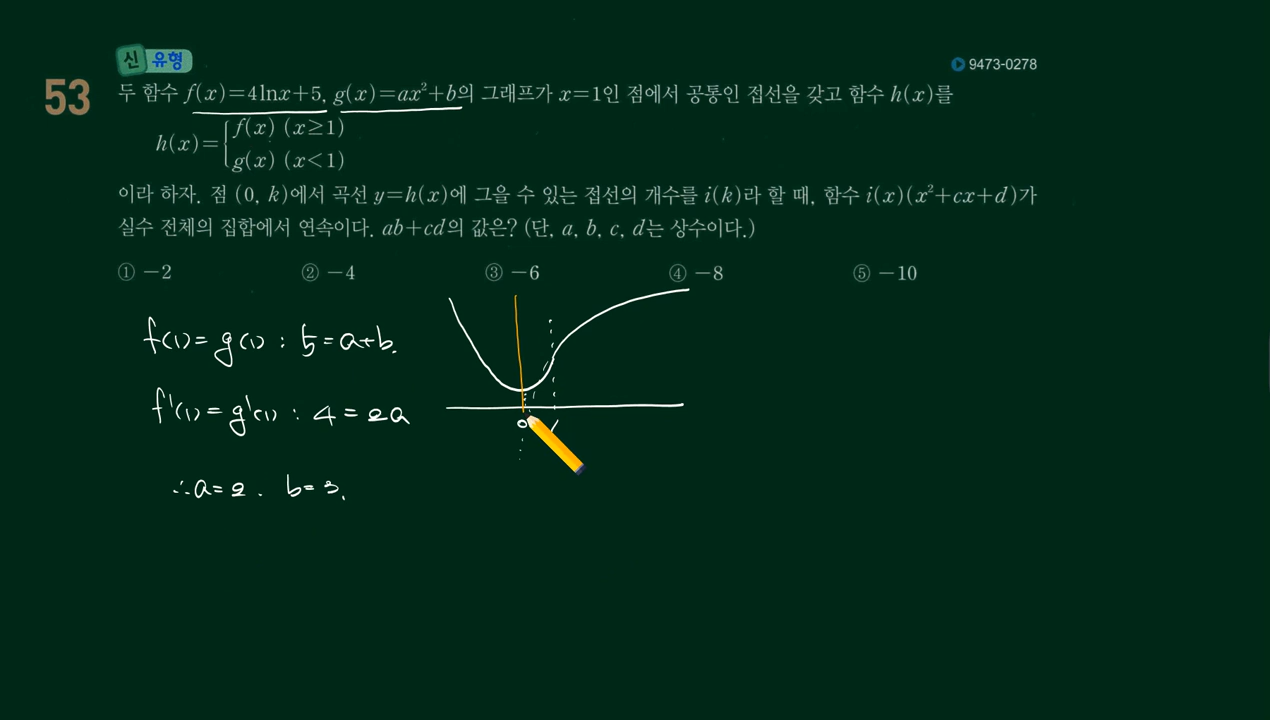 신 유형
9473-0278
53 두 함수 f(x)=4lnx+5, g(x)=ax²+b의 그래프가 x=1인 점에서 공통인 접선을 갖고 함수 h(x)를
h(x)={f(x) (x≥1)
g(x) (x<1)
이라 하자. 점 (0, k)에서 곡선 y=h(x)에 그을 수 있는 접선의 개수를 i(k)라 할 때, 함수 i(x)(x²+cx+d)가
실수 전체의 집합에서 연속이다. ab+cd의 값은? (단, a, b, c, d는 상수이다.)
① -2 ② -4 ③ -6 ④ -8 ⑤ -10
f(1)=g(1) : 5=a+b.
f'(1)=g'(1) : 4=2a
0
∴a=2. b=3.